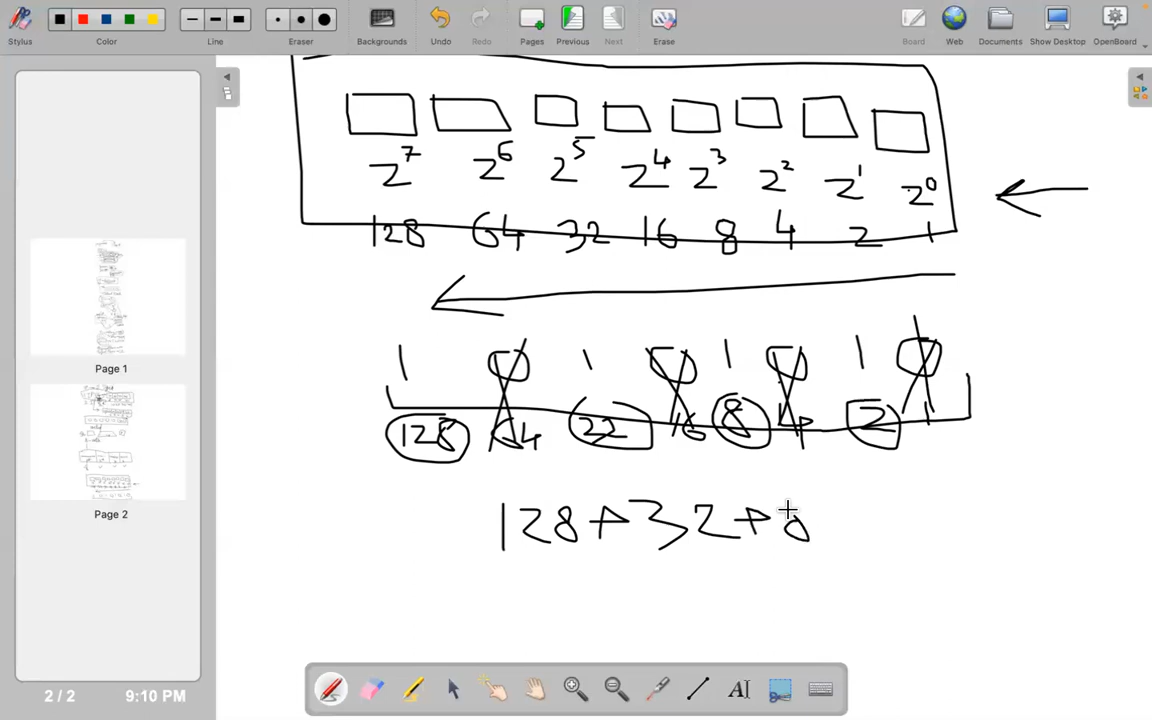 Stylus Color Line Eraser Backgrounds Undo Redo Pages Previous Next Erase Board Web Documents Show Desktop OpenBoard
2⁷ 2⁶ 2⁵ 2⁴ 2³ 2² 2¹ 2⁰
128 64 32 16 8 4 2 1
1 0 1 0 1 0 1 0
128 64 22 16 8 4 2 1
128+32+8
Page 1
Page 2
2 / 2 9:10 PM